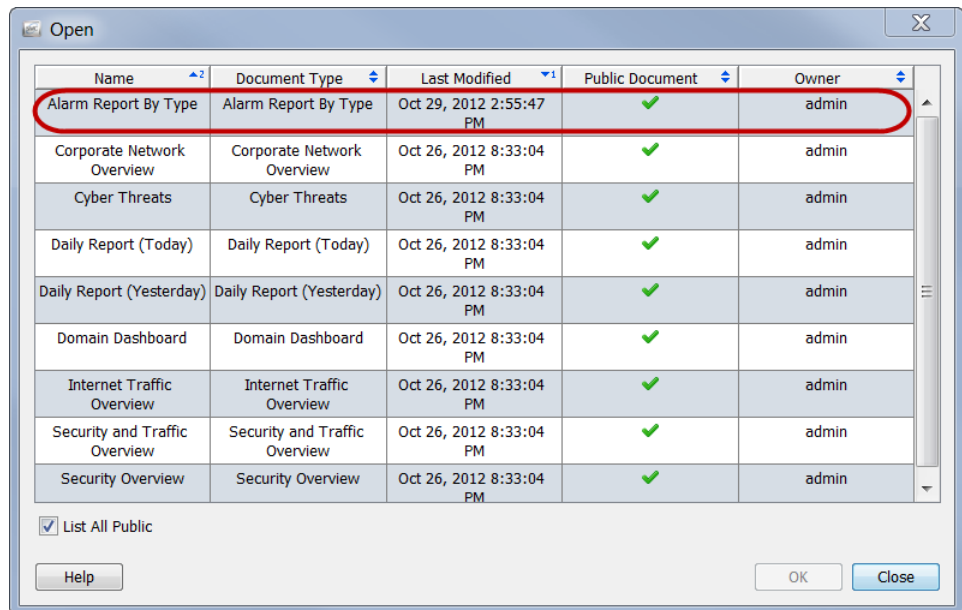 Open
Name 2 Document Type Last Modified 1 Public Document Owner
Alarm Report By Type Alarm Report By Type Oct 29, 2012 2:55:47 admin
PM
Corporate Network Corporate Network Oct 26, 2012 8:33:04 admin
Overview Overview PM
Cyber Threats Cyber Threats Oct 26, 2012 8:33:04 admin
PM
Daily Report (Today) Daily Report (Today) Oct 26, 2012 8:33:04 admin
PM
Daily Report (Yesterday) Daily Report (Yesterday) Oct 26, 2012 8:33:04 admin
PM
Domain Dashboard Domain Dashboard Oct 26, 2012 8:33:04 admin
PM
Internet Traffic Internet Traffic Oct 26, 2012 8:33:04 admin
Overview Overview PM
Security and Traffic Security and Traffic Oct 26, 2012 8:33:04 admin
Overview Overview PM
Security Overview Security Overview Oct 26, 2012 8:33:04 admin
PM
List All Public
Help OK Close